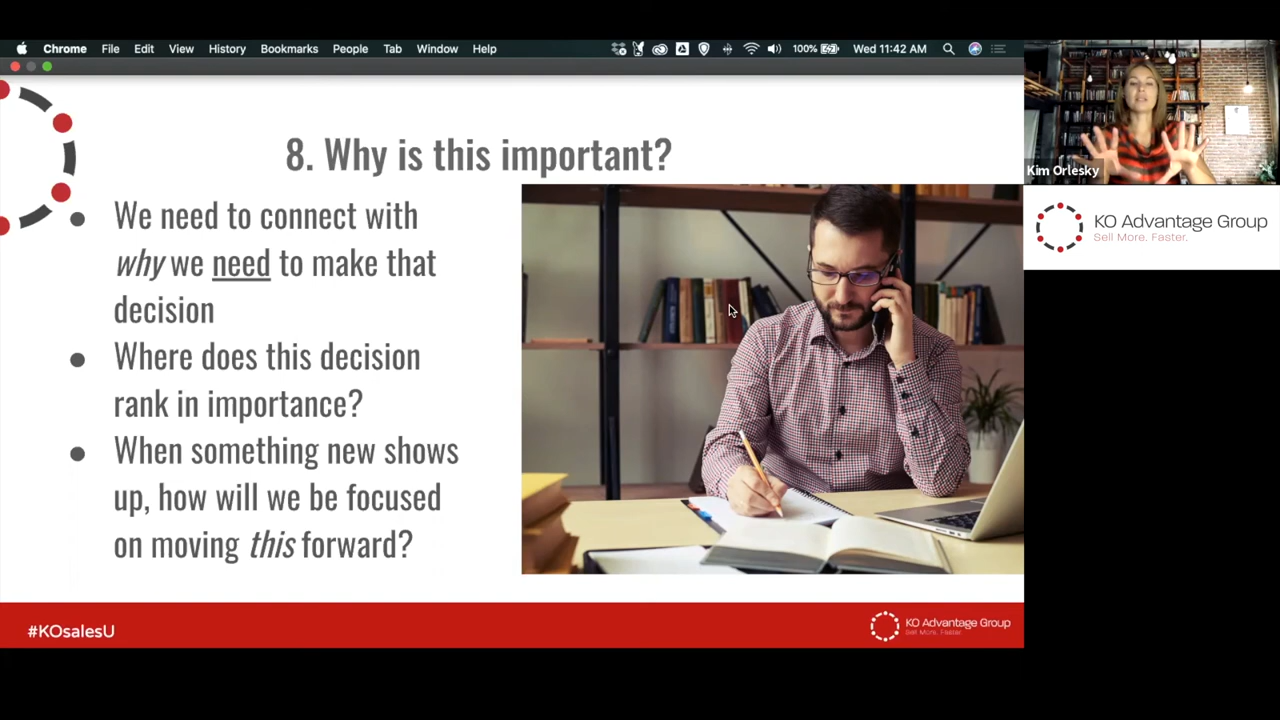 Chrome File Edit View History Bookmarks People Tab Window Help 100% Wed 11:42 AM
Kim Orlesky
KO Advantage Group
Sell More. Faster.
8. Why is this important?
● We need to connect with
why we need to make that
decision
● Where does this decision
rank in importance?
● When something new shows
up, how will we be focused
on moving this forward?
#KOsalesU
KO Advantage Group
Sell More. Faster.